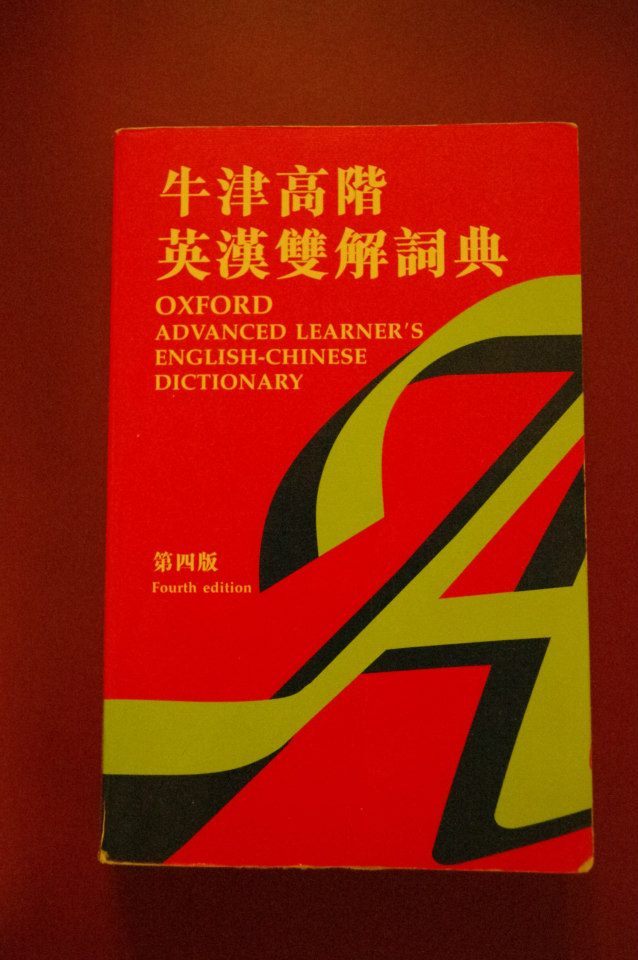 牛津高階
英漢雙解詞典
OXFORD
ADVANCED LEARNER'S
ENGLISH-CHINESE
DICTIONARY
第四版
Fourth edition